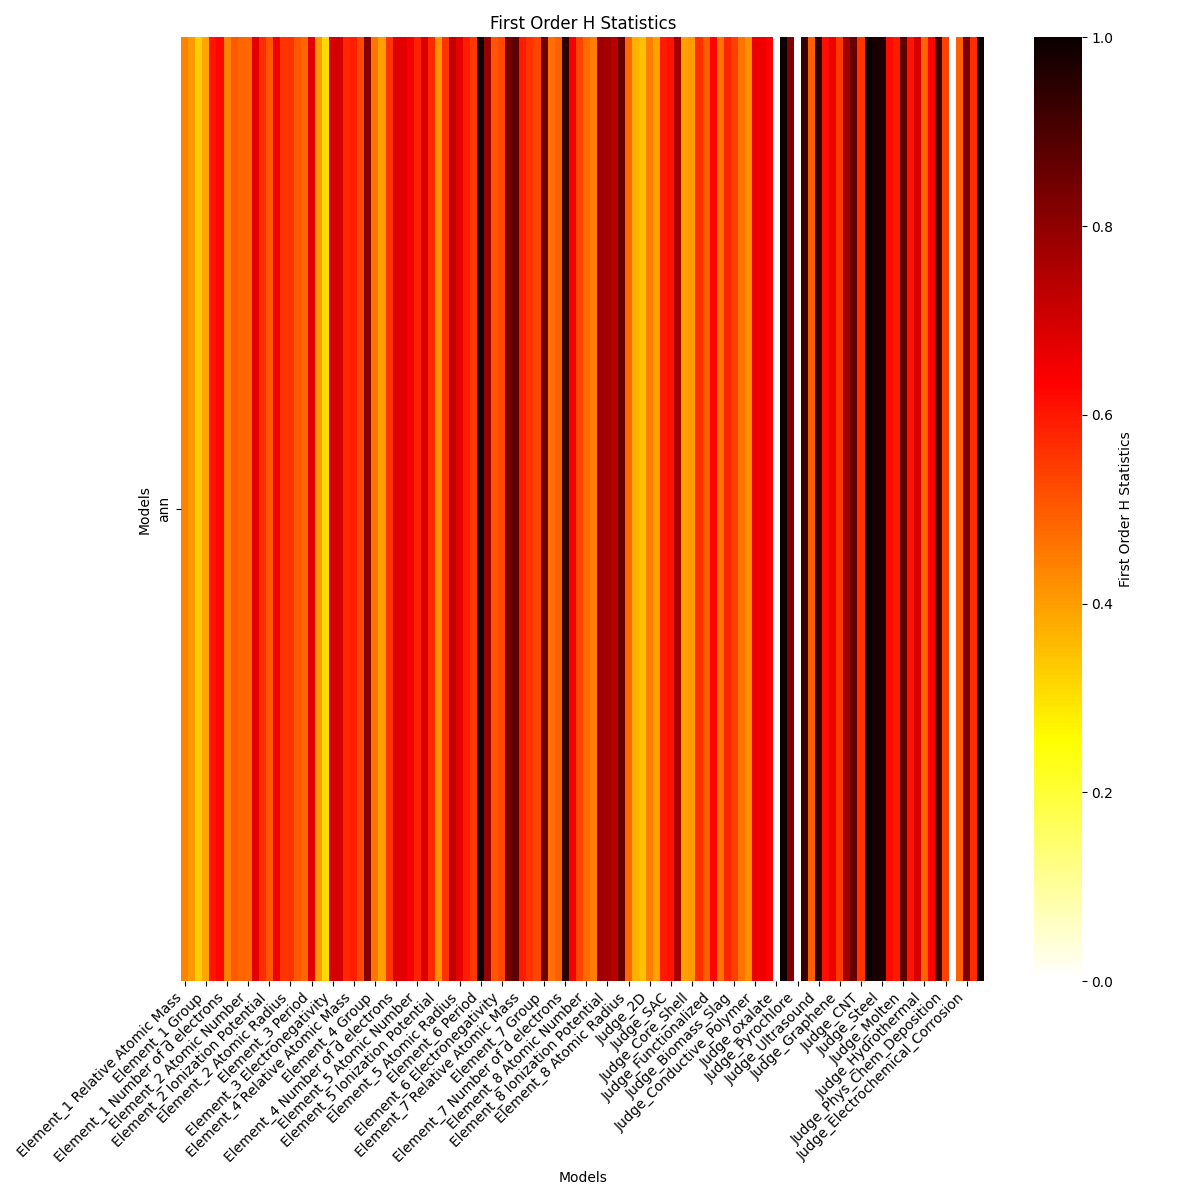 First Order H Statistics
Models
ann
Element_1 Relative Atomic Mass
Element_1 Group
Element_1 Number of d electrons
Element_2 Atomic Number
Element_2 Ionization Potential
Element_2 Atomic Radius
Element_3 Period
Element_3 Electronegativity
Element_4 Relative Atomic Mass
Element_4 Group
Element_4 Number of d electrons
Element_5 Atomic Number
Element_5 Ionization Potential
Element_5 Atomic Radius
Element_6 Period
Element_6 Electronegativity
Element_7 Relative Atomic Mass
Element_7 Group
Element_7 Number of d electrons
Element_8 Atomic Number
Element_8 Ionization Potential
Element_8 Atomic Radius
Judge_2D
Judge_SAC
Judge_Core_Shell
Judge_Functionalized
Judge_Biomass_Slag
Judge_Conductive_Polymer
Judge_oxalate
Judge_Pyrochlore
Judge_Ultrasound
Judge_Graphene
Judge_CNT
Judge_Steel
Judge_Molten
Judge_Hydrothermal
Judge_Phys_Chem_Deposition
Judge_Electrochemical_Corrosion
Models
1.0
0.8
0.6
0.4
0.2
0.0
First Order H Statistics